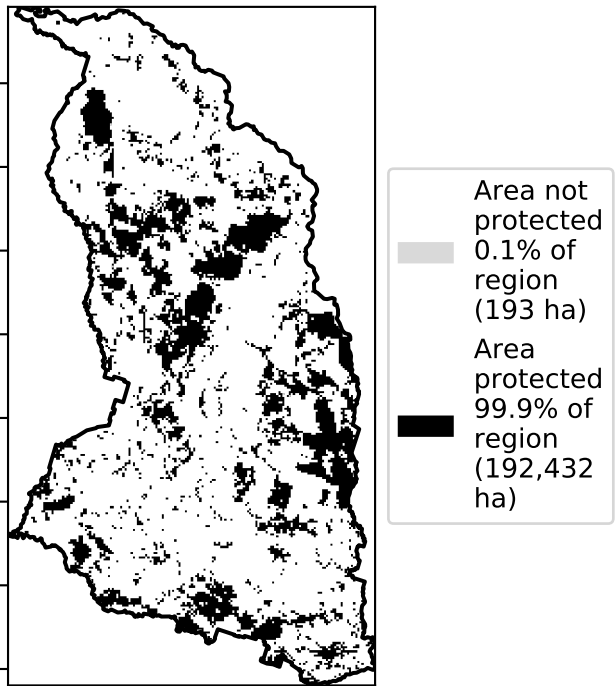 Area not
protected
0.1% of
region
(193 ha)
Area
protected
99.9% of
region
(192,432
ha)